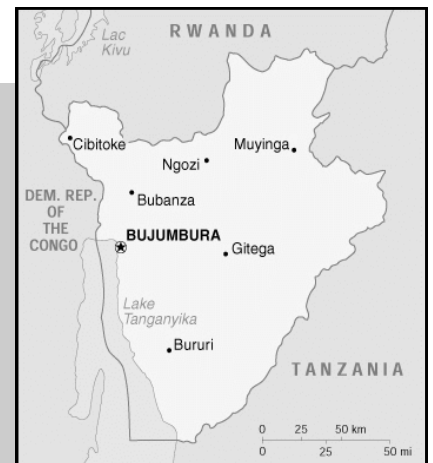 RWANDA
Lac
Kivu
Cibitoke
Ngozi
Muyinga
DEM. REP.
OF
THE
CONGO
Bubanza
BUJUMBURA
Gitega
Lake
Tanganyika
Bururi
TANZANIA
0 25 50 km
0 25 50 mi